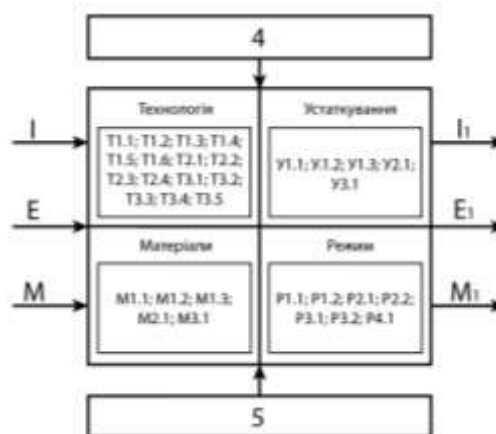 4
Технологія
Устаткування
I
Т1.1; Т1.2; Т1.3; Т1.4;
Т1.5; Т1.6; Т2.1; Т2.2;
Т2.3; Т2.4; Т3.1; Т3.2;
Т3.3; Т3.4; Т3.5
У1.1; У.1.2; У1.3; У2.1;
У3.1
I1
E
E1
Матеріали
Режим
M
М1.1; М1.2; М1.3;
М2.1; М3.1
Р1.1; Р1.2; Р2.1; Р2.2;
Р3.1; Р3.2; Р4.1
M1
5